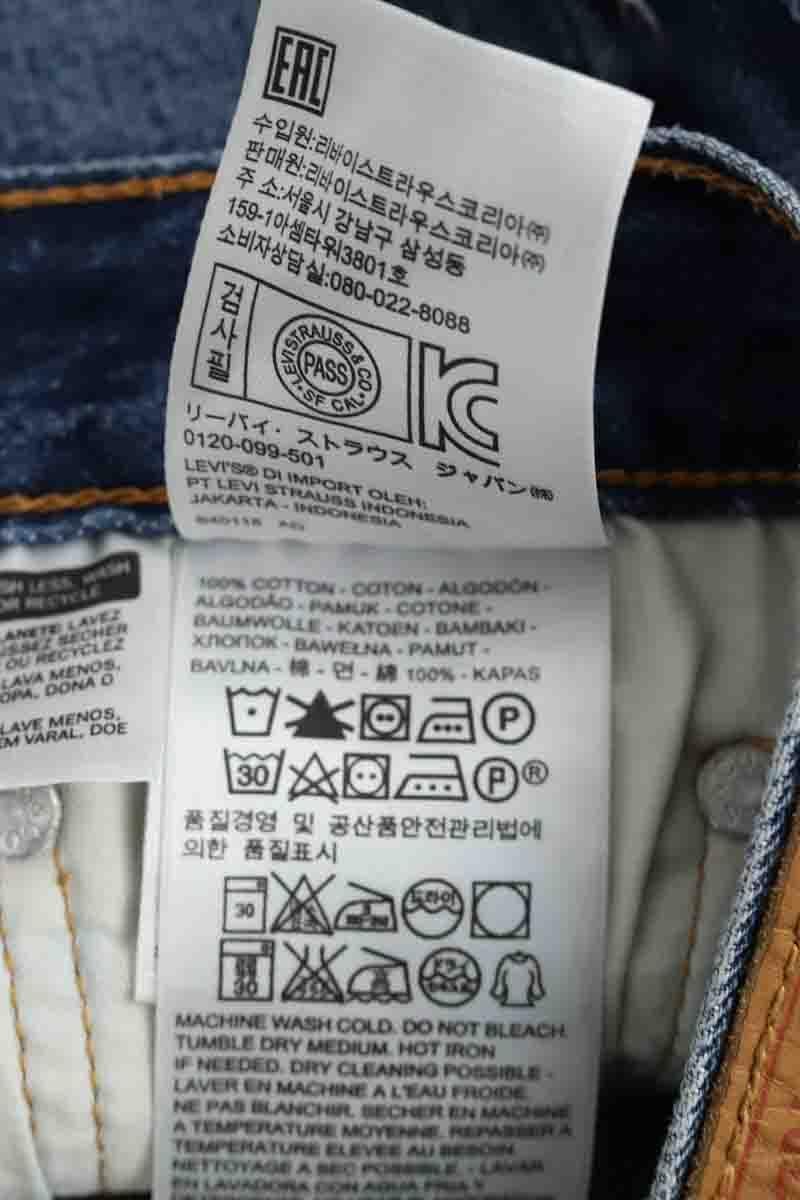 EAC
수입원:리바이스트라우스코리아㈜
판매원:리바이스트라우스코리아㈜
주 소:서울시 강남구 삼성동
159-1아셈타워3801호
소비자상담실:080-022-8088
검사필
LEVI STRAUSS & CO
PASS
SF CAL
リーバイ・ストラウス ジャパン㈱
0120-099-501
LEVI'S® DI IMPORT OLEH:
PT LEVI STRAUSS INDONESIA
JAKARTA - INDONESIA
LESS, WASH
OR RECYCLE
LAVEZ
SECHER
OU RECYCLEZ
LAVA MENOS,
DONA O
LAVE MENOS,
EM VARAL, DOE
100% COTTON - COTON - ALGODÓN -
ALGODÃO - PAMUK - COTONE -
BAUMWOLLE - KATOEN - BAMBAKI -
ХЛОПОК - BAWEŁNA - PAMUT -
BAVLNA - 棉 - 면 - 綿 100% - KAPAS
P
30 P ®
품질경영 및 공산품안전관리법에
의한 품질표시
30 드라이
30
MACHINE WASH COLD. DO NOT BLEACH.
TUMBLE DRY MEDIUM. HOT IRON
IF NEEDED. DRY CLEANING POSSIBLE -
LAVER EN MACHINE A L'EAU FROIDE.
NE PAS BLANCHIR. SECHER EN MACHINE
A TEMPERATURE MOYENNE. REPASSER A
TEMPERATURE ELEVEE AU BESOIN.
NETTOYAGE A SEC POSSIBLE - LAVAR
EN LAVADORA CON AGUA FRIA Y